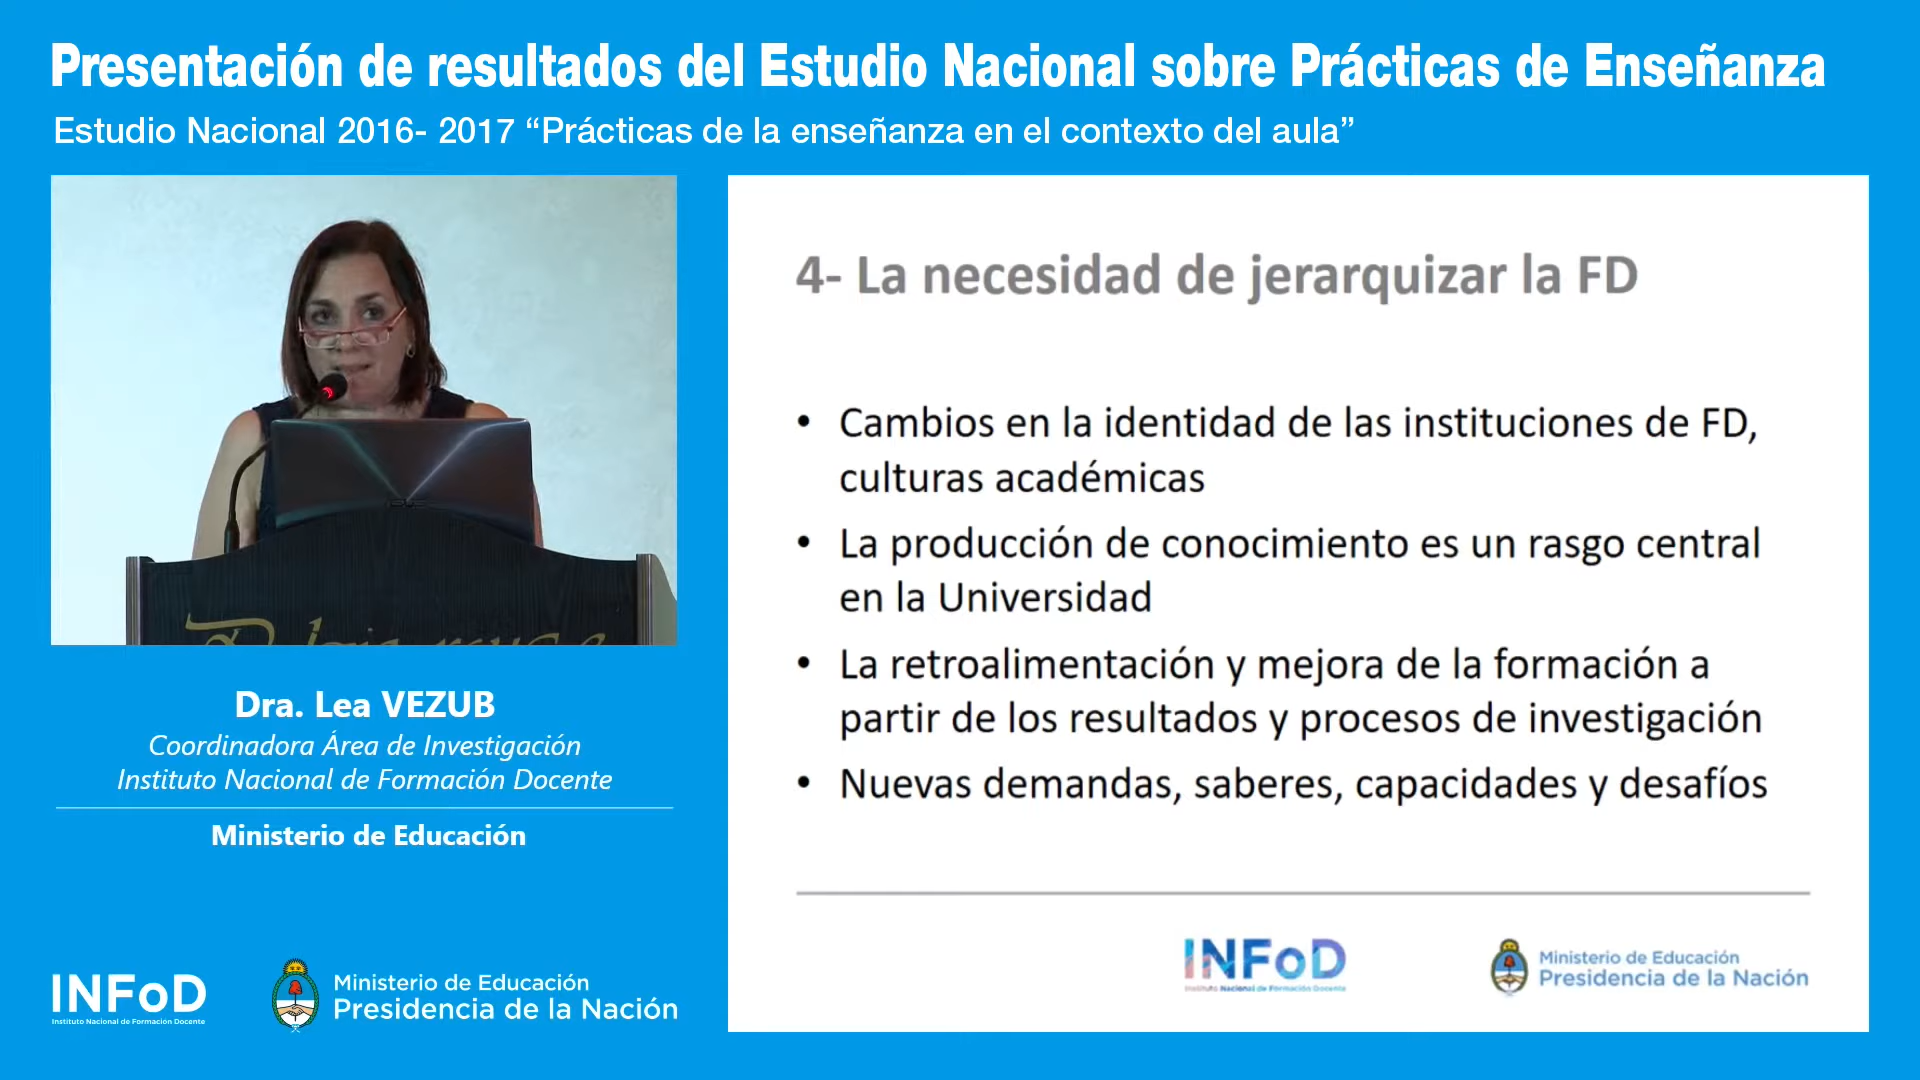 Presentación de resultados del Estudio Nacional sobre Prácticas de Enseñanza
Estudio Nacional 2016- 2017 “Prácticas de la enseñanza en el contexto del aula”
Dra. Lea VEZUB
Coordinadora Área de Investigación
Instituto Nacional de Formación Docente
Ministerio de Educación
INFoD
Instituto Nacional de Formación Docente
Ministerio de Educación
Presidencia de la Nación
4- La necesidad de jerarquizar la FD
• Cambios en la identidad de las instituciones de FD,
culturas académicas
• La producción de conocimiento es un rasgo central
en la Universidad
• La retroalimentación y mejora de la formación a
partir de los resultados y procesos de investigación
• Nuevas demandas, saberes, capacidades y desafíos
INFoD
Instituto Nacional de Formación Docente
Ministerio de Educación
Presidencia de la Nación